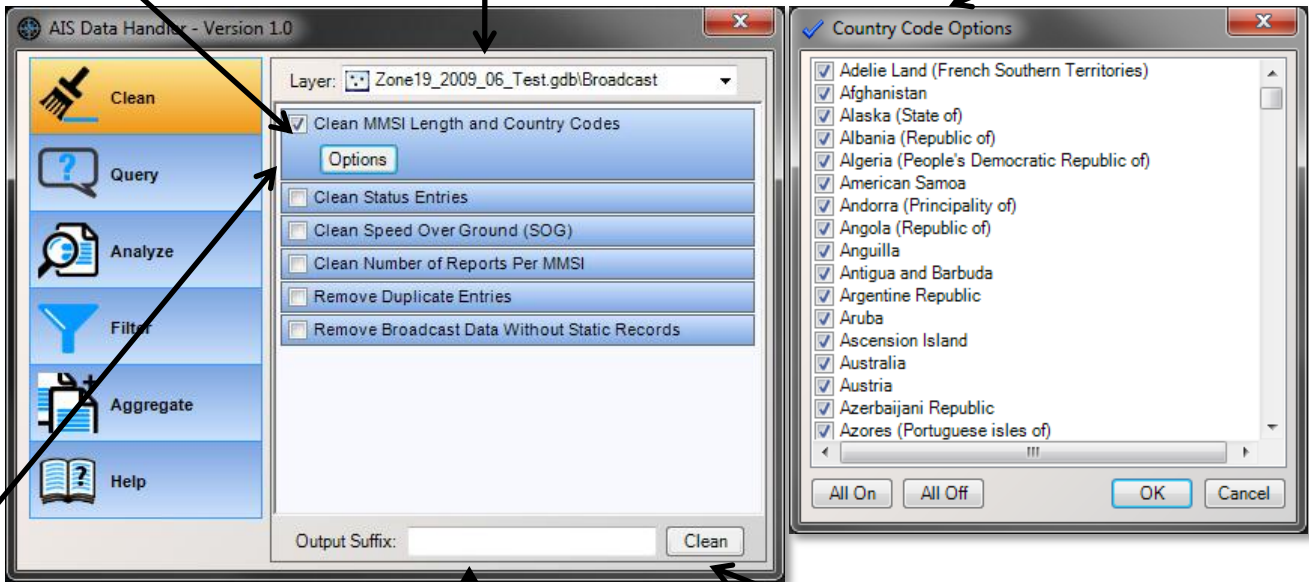 AIS Data Handler - Version 1.0
Clean
Query
Analyze
Filter
Aggregate
Help
Layer: Zone19_2009_06_Test.gdb\Broadcast
Clean MMSI Length and Country Codes
Options
Clean Status Entries
Clean Speed Over Ground (SOG)
Clean Number of Reports Per MMSI
Remove Duplicate Entries
Remove Broadcast Data Without Static Records
Output Suffix: Clean
Country Code Options
Adelie Land (French Southern Territories)
Afghanistan
Alaska (State of)
Albania (Republic of)
Algeria (People's Democratic Republic of)
American Samoa
Andorra (Principality of)
Angola (Republic of)
Anguilla
Antigua and Barbuda
Argentine Republic
Aruba
Ascension Island
Australia
Austria
Azerbaijani Republic
Azores (Portuguese isles of)
All On All Off OK Cancel